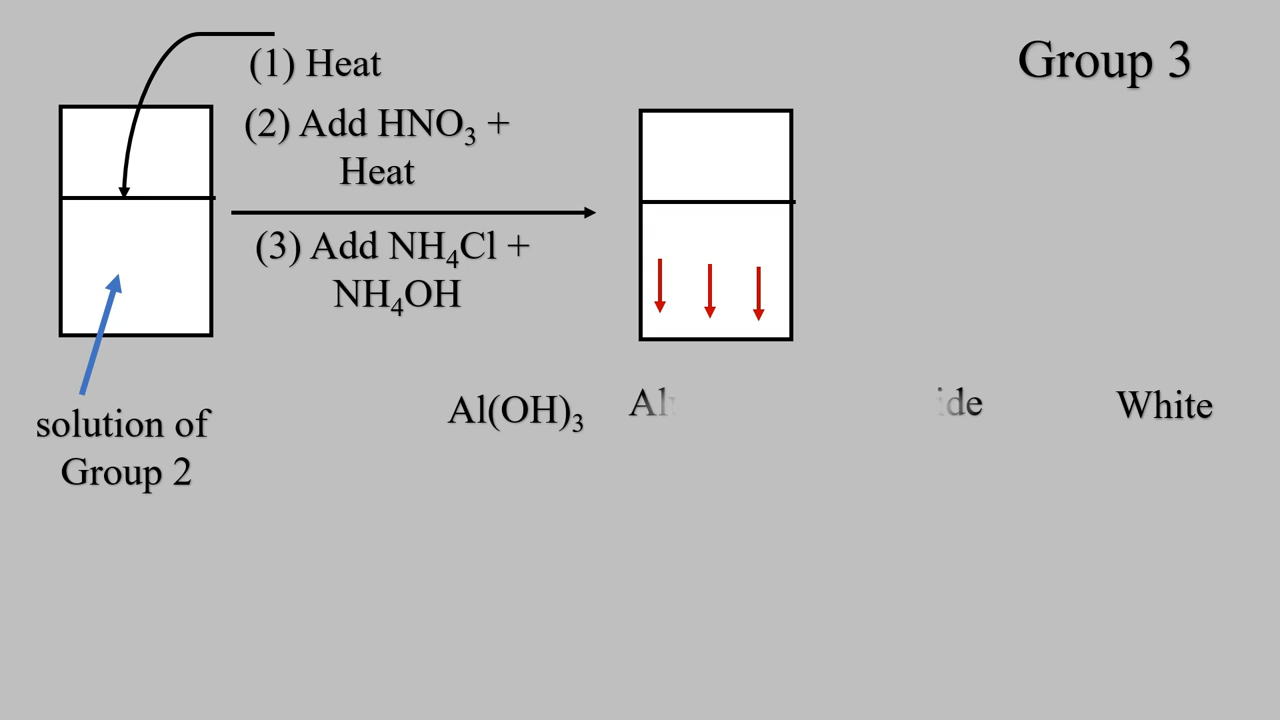 Group 3
(1) Heat
(2) Add HNO₃ +
Heat
(3) Add NH₄Cl +
NH₄OH
solution of
Group 2
Al(OH)₃ White